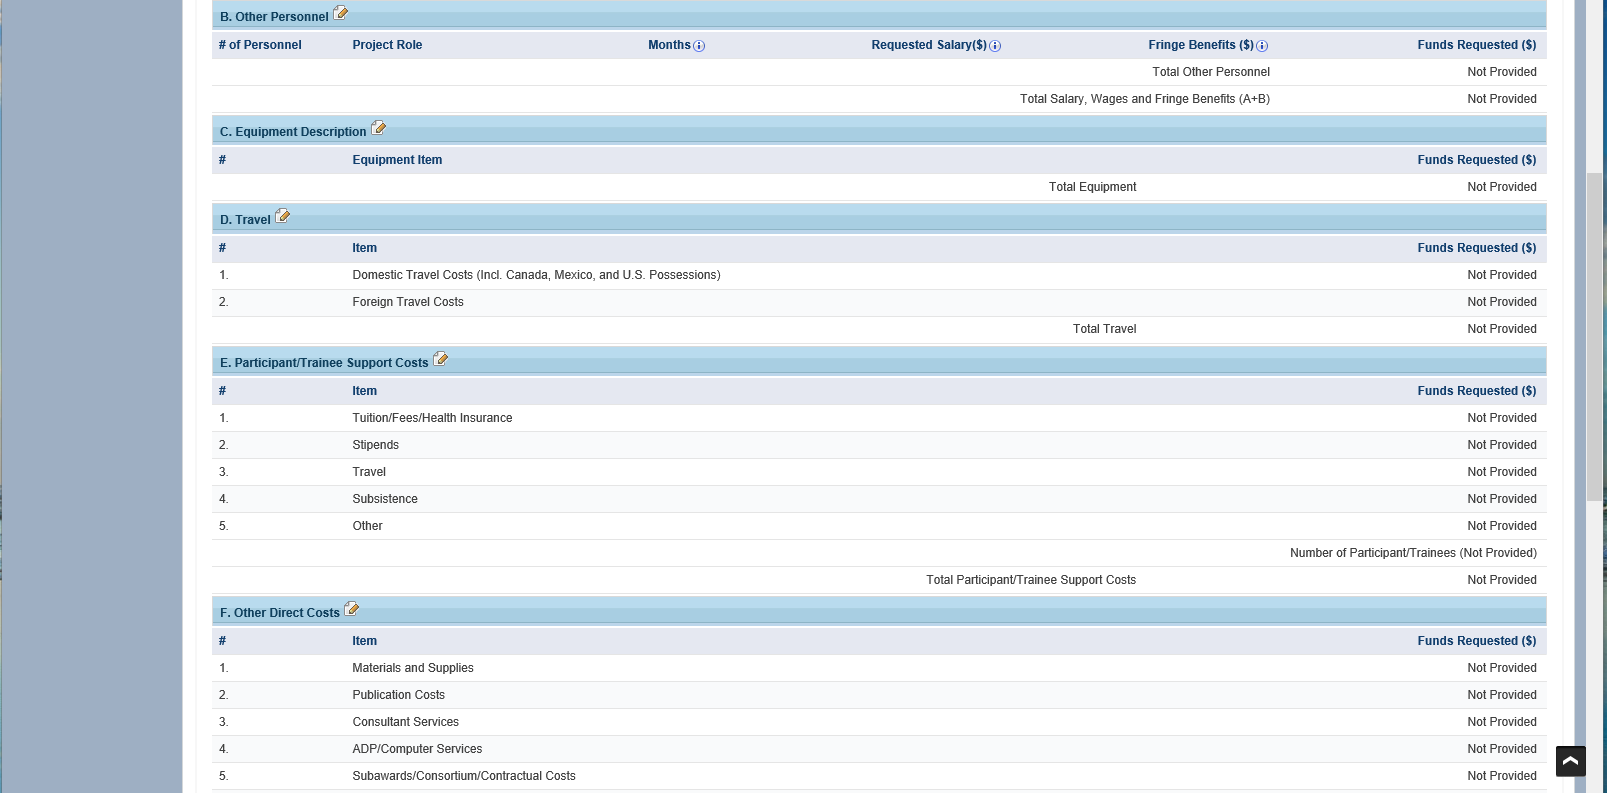 B. Other Personnel
# of Personnel Project Role Months Requested Salary($) Fringe Benefits ($) Funds Requested ($)
Total Other Personnel Not Provided
Total Salary, Wages and Fringe Benefits (A+B) Not Provided
C. Equipment Description
# Equipment Item Funds Requested ($)
Total Equipment Not Provided
D. Travel
# Item Funds Requested ($)
1. Domestic Travel Costs (Incl. Canada, Mexico, and U.S. Possessions) Not Provided
2. Foreign Travel Costs Not Provided
Total Travel Not Provided
E. Participant/Trainee Support Costs
# Item Funds Requested ($)
1. Tuition/Fees/Health Insurance Not Provided
2. Stipends Not Provided
3. Travel Not Provided
4. Subsistence Not Provided
5. Other Not Provided
Number of Participant/Trainees (Not Provided)
Total Participant/Trainee Support Costs Not Provided
F. Other Direct Costs
# Item Funds Requested ($)
1. Materials and Supplies Not Provided
2. Publication Costs Not Provided
3. Consultant Services Not Provided
4. ADP/Computer Services Not Provided
5. Subawards/Consortium/Contractual Costs Not Provided